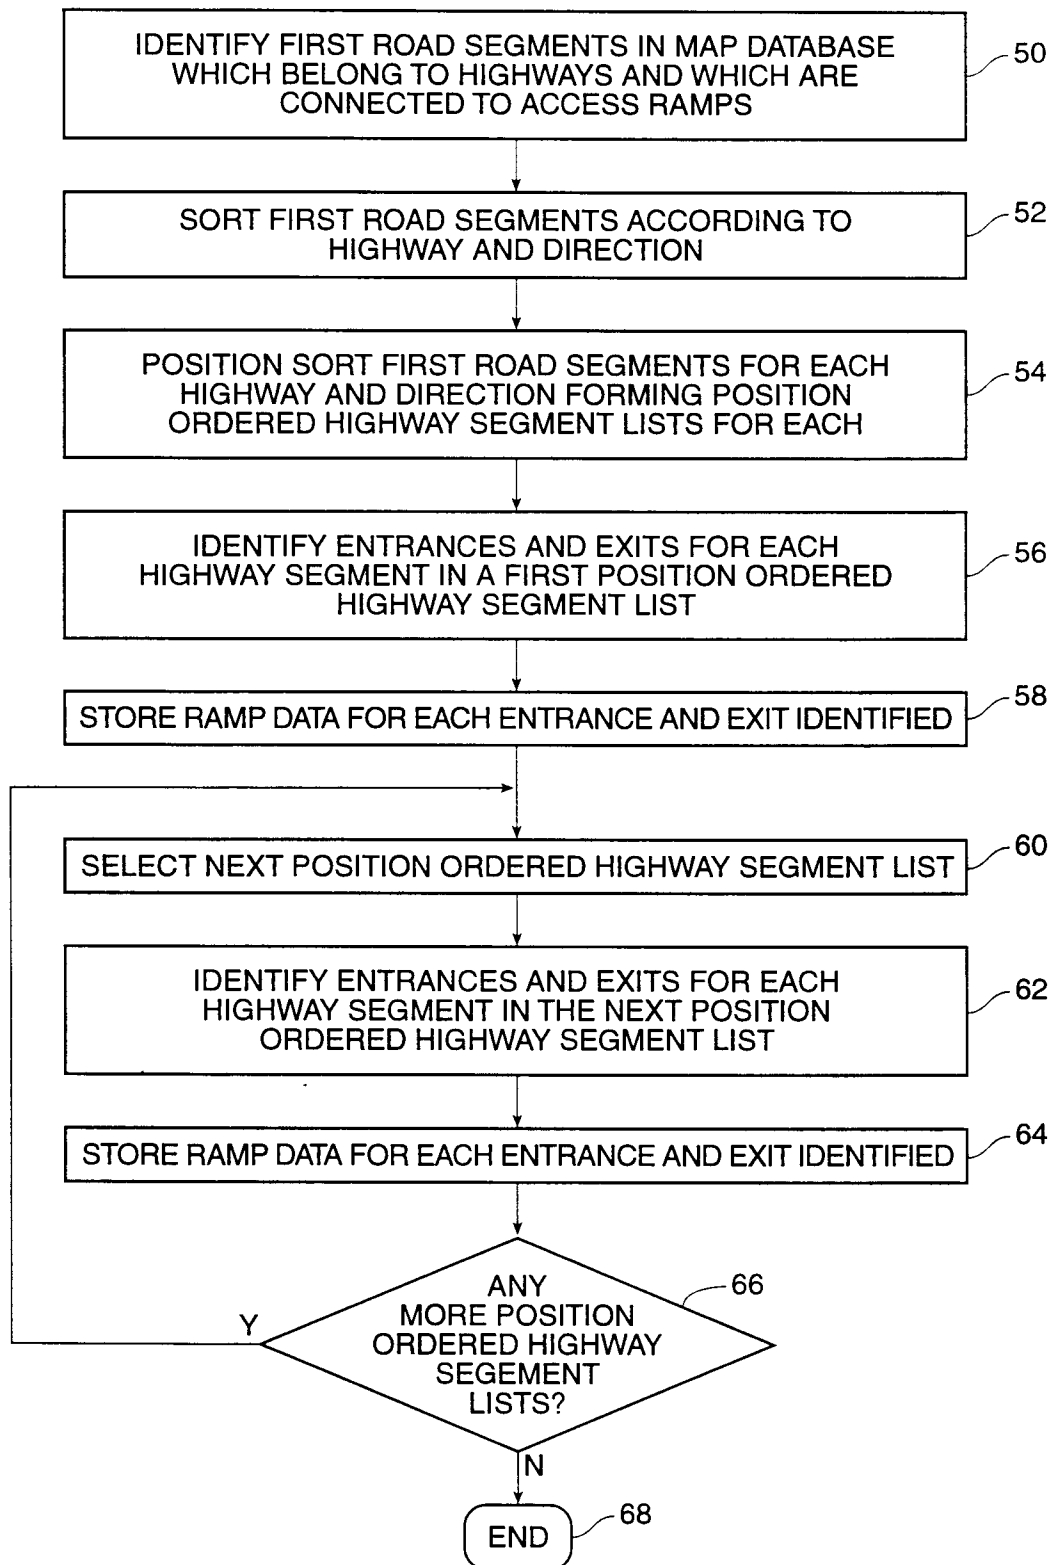 IDENTIFY FIRST ROAD SEGMENTS IN MAP DATABASE
WHICH BELONG TO HIGHWAYS AND WHICH ARE
CONNECTED TO ACCESS RAMPS
50
SORT FIRST ROAD SEGMENTS ACCORDING TO
HIGHWAY AND DIRECTION
52
POSITION SORT FIRST ROAD SEGMENTS FOR EACH
HIGHWAY AND DIRECTION FORMING POSITION
ORDERED HIGHWAY SEGMENT LISTS FOR EACH
54
IDENTIFY ENTRANCES AND EXITS FOR EACH
HIGHWAY SEGMENT IN A FIRST POSITION ORDERED
HIGHWAY SEGMENT LIST
56
STORE RAMP DATA FOR EACH ENTRANCE AND EXIT IDENTIFIED
58
SELECT NEXT POSITION ORDERED HIGHWAY SEGMENT LIST
60
IDENTIFY ENTRANCES AND EXITS FOR EACH
HIGHWAY SEGMENT IN THE NEXT POSITION
ORDERED HIGHWAY SEGMENT LIST
62
STORE RAMP DATA FOR EACH ENTRANCE AND EXIT IDENTIFIED
64
ANY
MORE POSITION
ORDERED HIGHWAY
SEGEMENT
LISTS?
66
Y
N
END
68